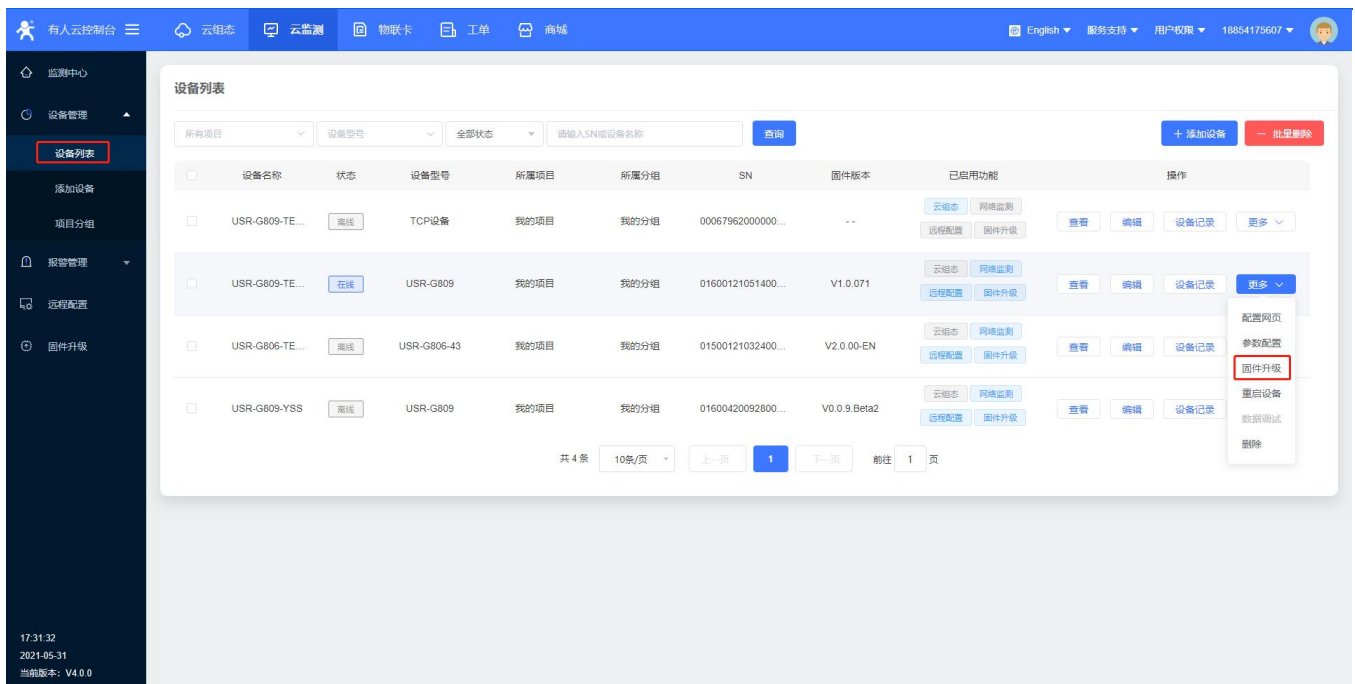 有人云控制台 云组态 云监测 物联卡 工单 商城 English 服务支持 用户权限 18854175607
监测中心
设备管理
设备列表
添加设备
项目分组
报警管理
远程配置
固件升级
17:31:32
2021-05-31
当前版本：V4.0.0
设备列表
所有项目 设备型号 全部状态 请输入SN或设备名称 查询 + 添加设备 － 批量删除
设备名称 状态 设备型号 所属项目 所属分组 SN 固件版本 已启用功能 操作
USR-G809-TE... 离线 TCP设备 我的项目 我的分组 00067962000000... -- 云组态 网络监测 远程配置 固件升级 查看 编辑 设备记录 更多
USR-G809-TE... 在线 USR-G809 我的项目 我的分组 01600121051400... V1.0.071 云组态 网络监测 远程配置 固件升级 查看 编辑 设备记录 更多
USR-G806-TE... 离线 USR-G806-43 我的项目 我的分组 01500121032400... V2.0.00-EN 云组态 网络监测 远程配置 固件升级 查看 编辑 设备记录
USR-G809-YSS 离线 USR-G809 我的项目 我的分组 01600420092800... V0.0.9.Beta2 云组态 网络监测 远程配置 固件升级 查看 编辑 设备记录
配置网页
参数配置
固件升级
重启设备
数据调试
删除
共 4 条 10条/页 上一页 1 下一页 前往 1 页